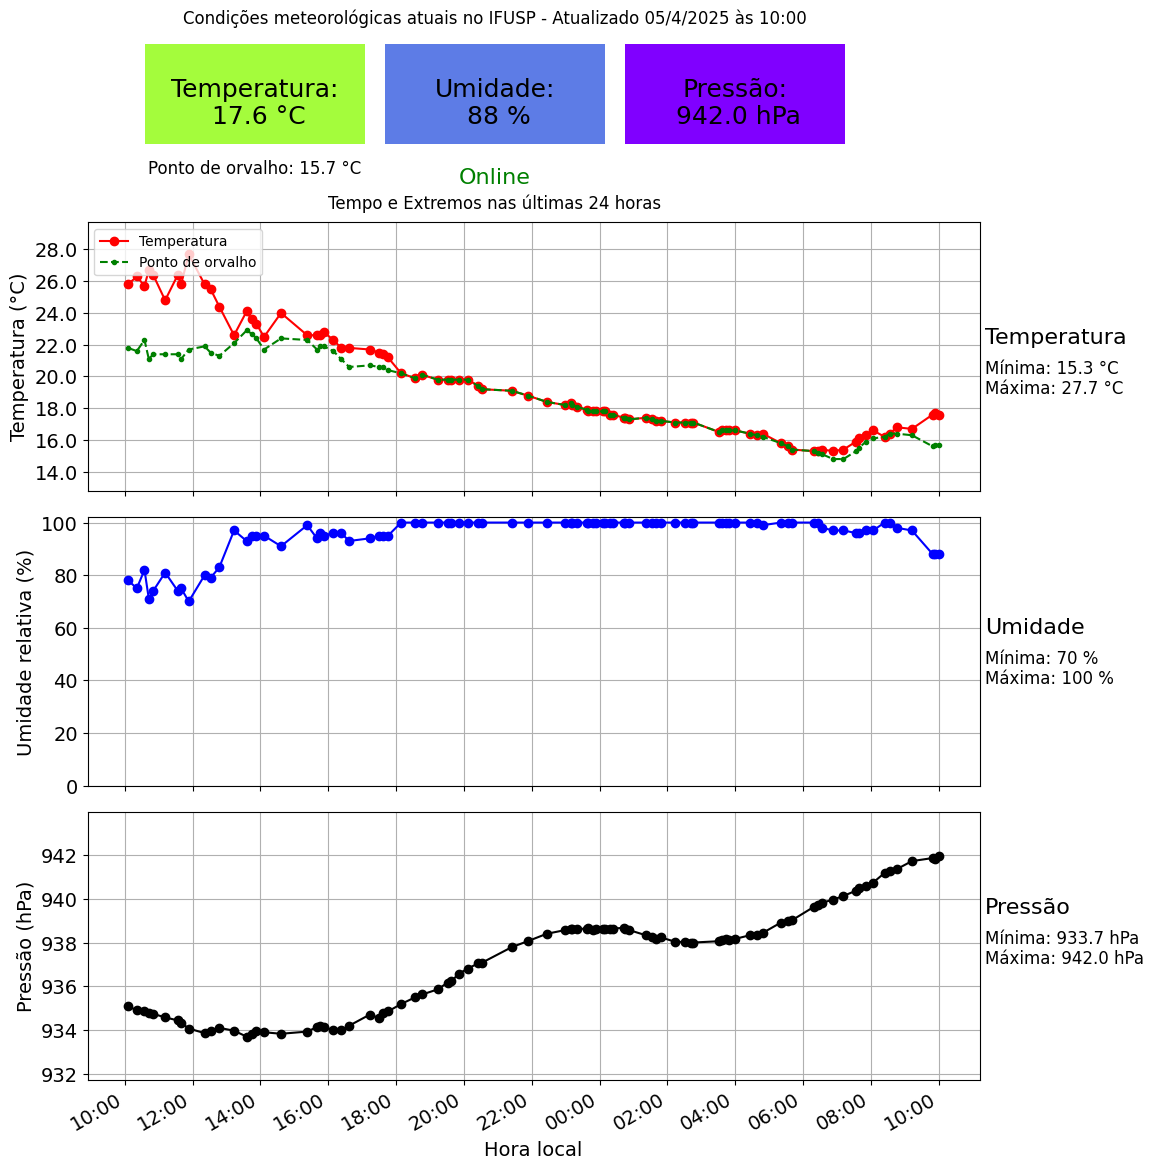 Condições meteorológicas atuais no IFUSP - Atualizado 05/4/2025 às 10:00
Temperatura:
17.6 °C
Umidade:
88 %
Pressão:
942.0 hPa
Ponto de orvalho: 15.7 °C
Online
Tempo e Extremos nas últimas 24 horas
Temperatura
Ponto de orvalho
Temperatura (°C)
28.0
26.0
24.0
22.0
20.0
18.0
16.0
14.0
Temperatura
Mínima: 15.3 °C
Máxima: 27.7 °C
Umidade relativa (%)
100
80
60
40
20
0
Umidade
Mínima: 70 %
Máxima: 100 %
Pressão (hPa)
942
940
938
936
934
932
Pressão
Mínima: 933.7 hPa
Máxima: 942.0 hPa
10:00
12:00
14:00
16:00
18:00
20:00
22:00
00:00
02:00
04:00
06:00
08:00
10:00
Hora local